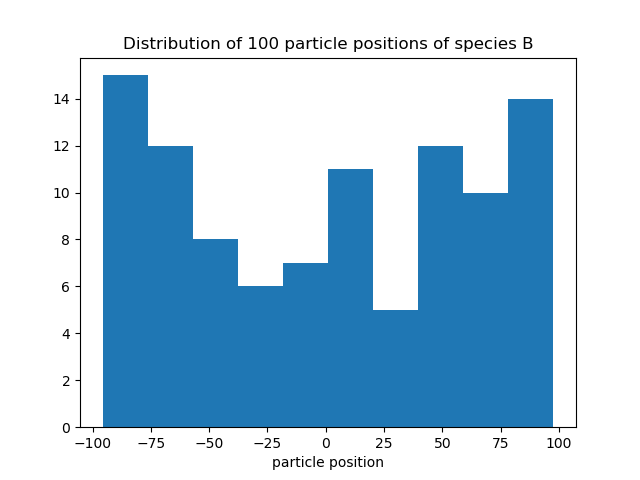 Distribution of 100 particle positions of species B
14
12
10
8
6
4
2
0
−100 −75 −50 −25 0 25 50 75 100
particle position